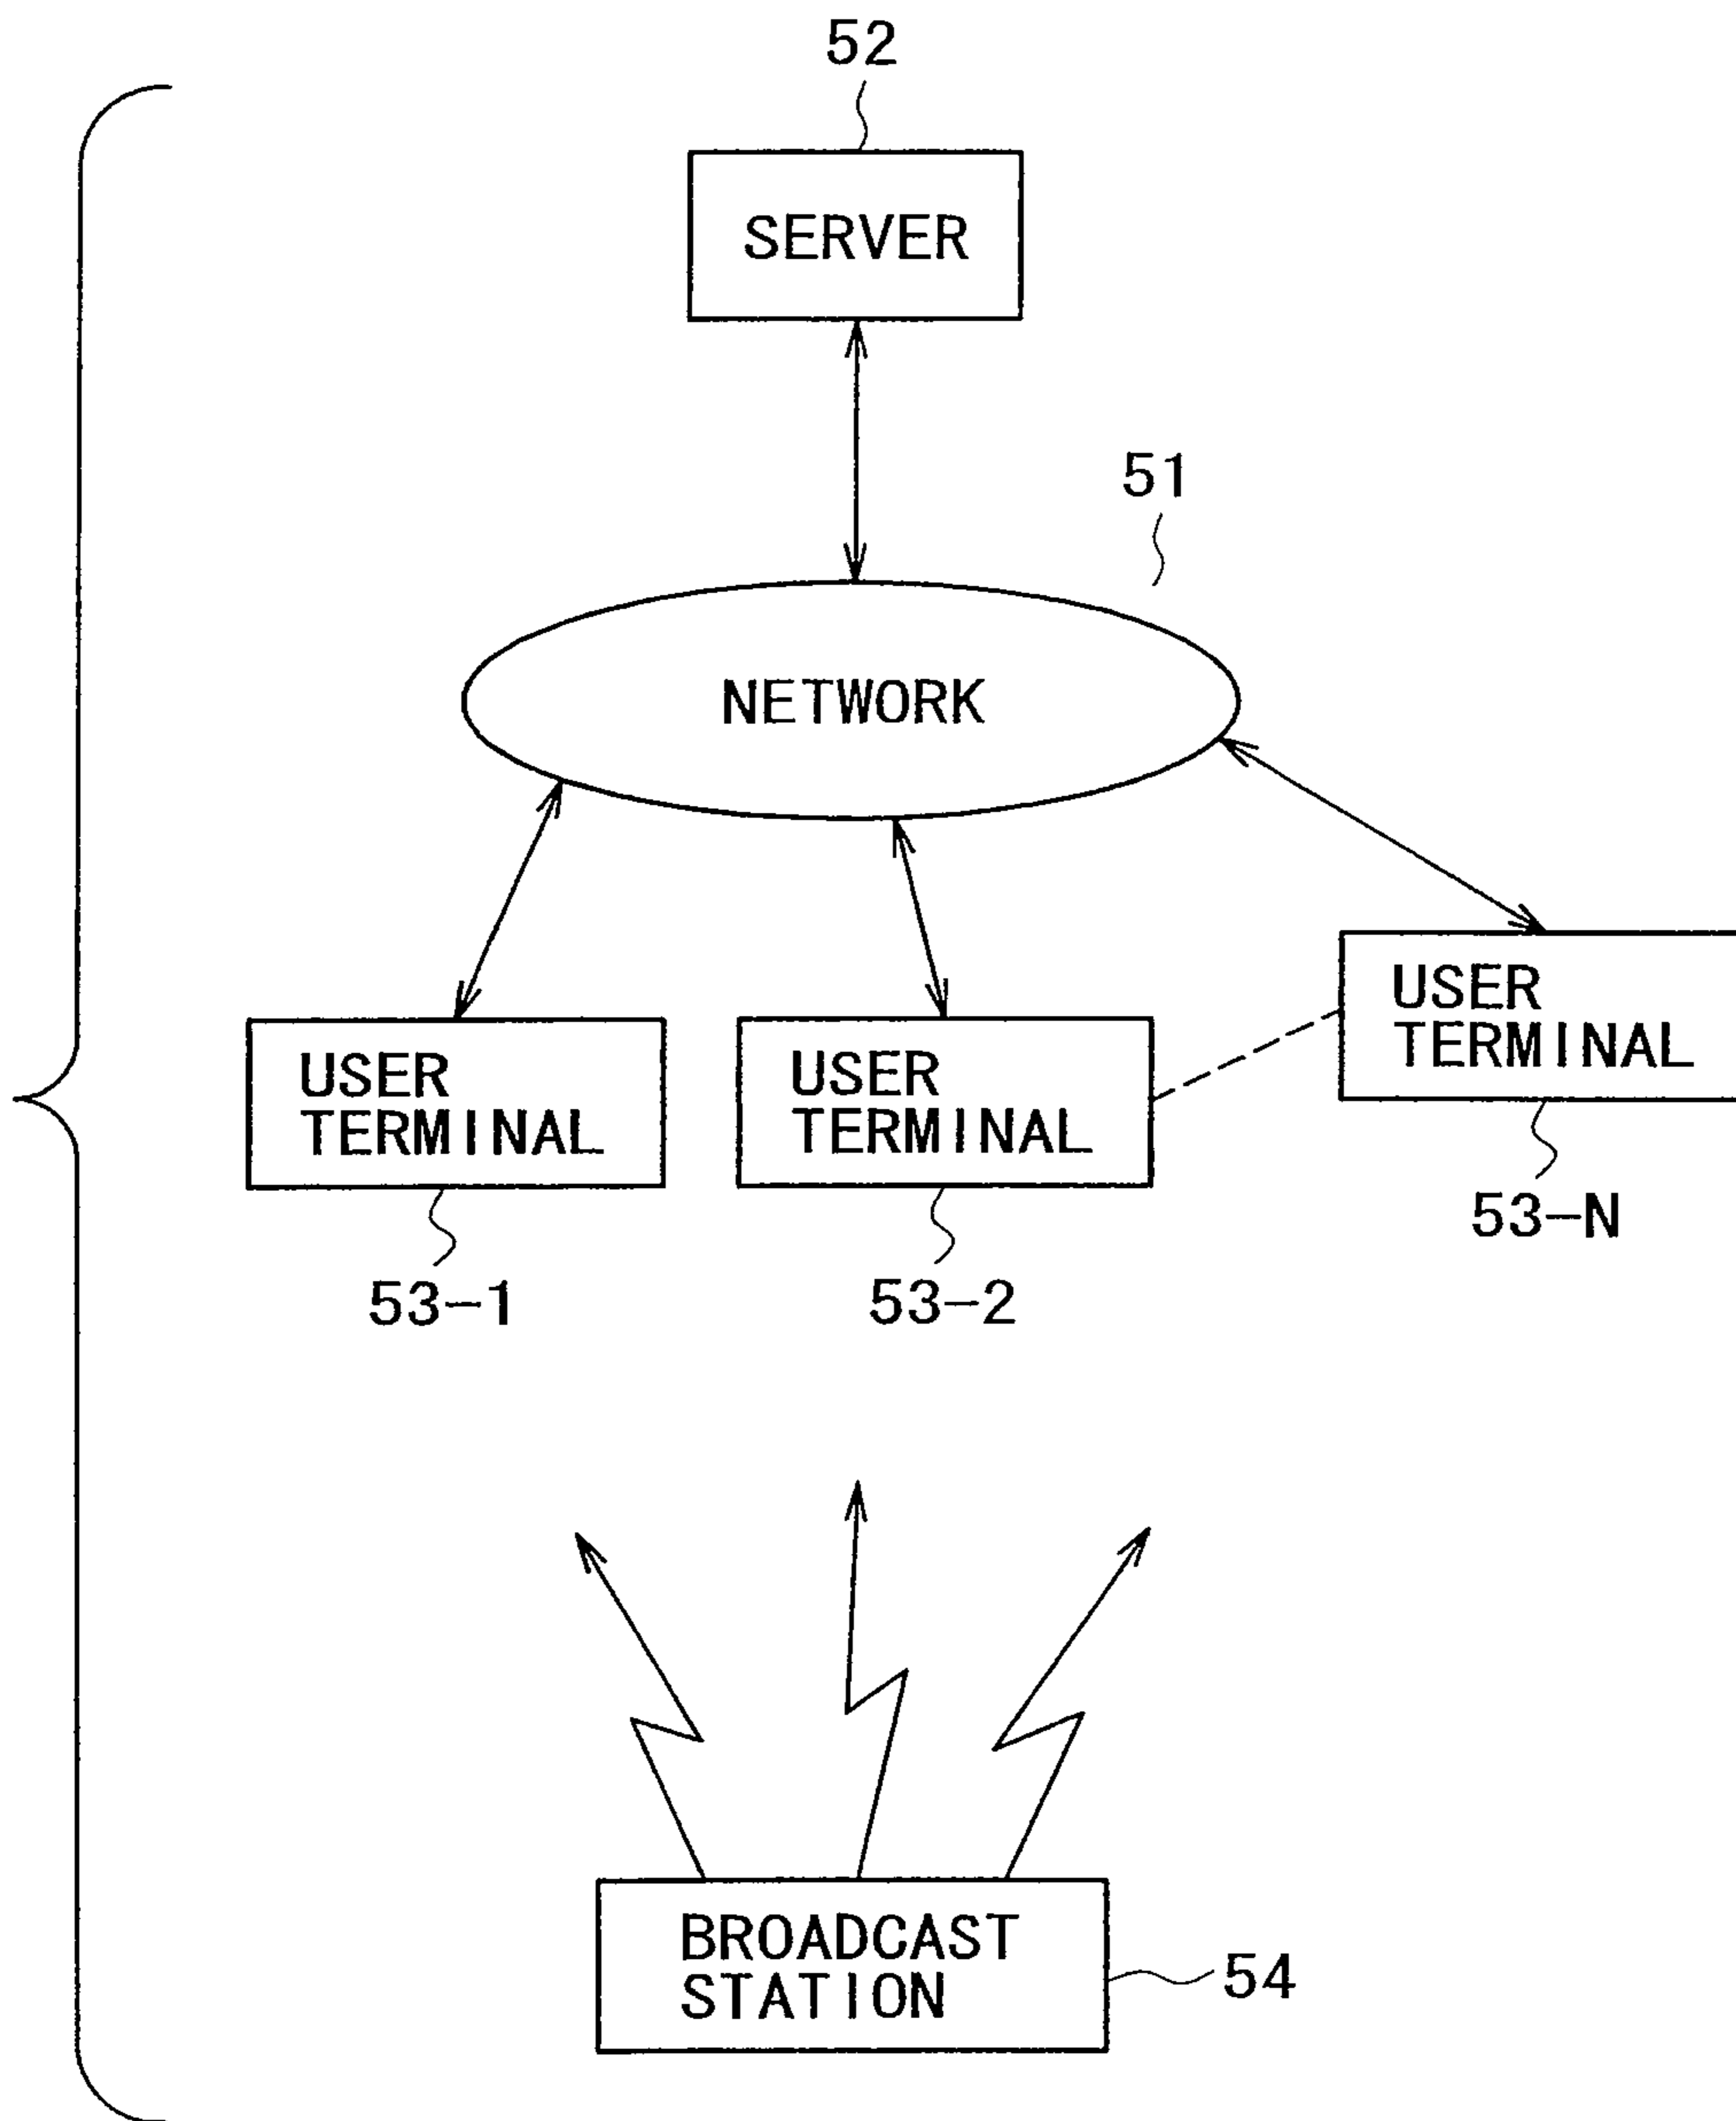 52
SERVER
51
NETWORK
USER
TERMINAL
USER
TERMINAL
USER
TERMINAL
53-1
53-2
53-N
BROADCAST
STATION
54